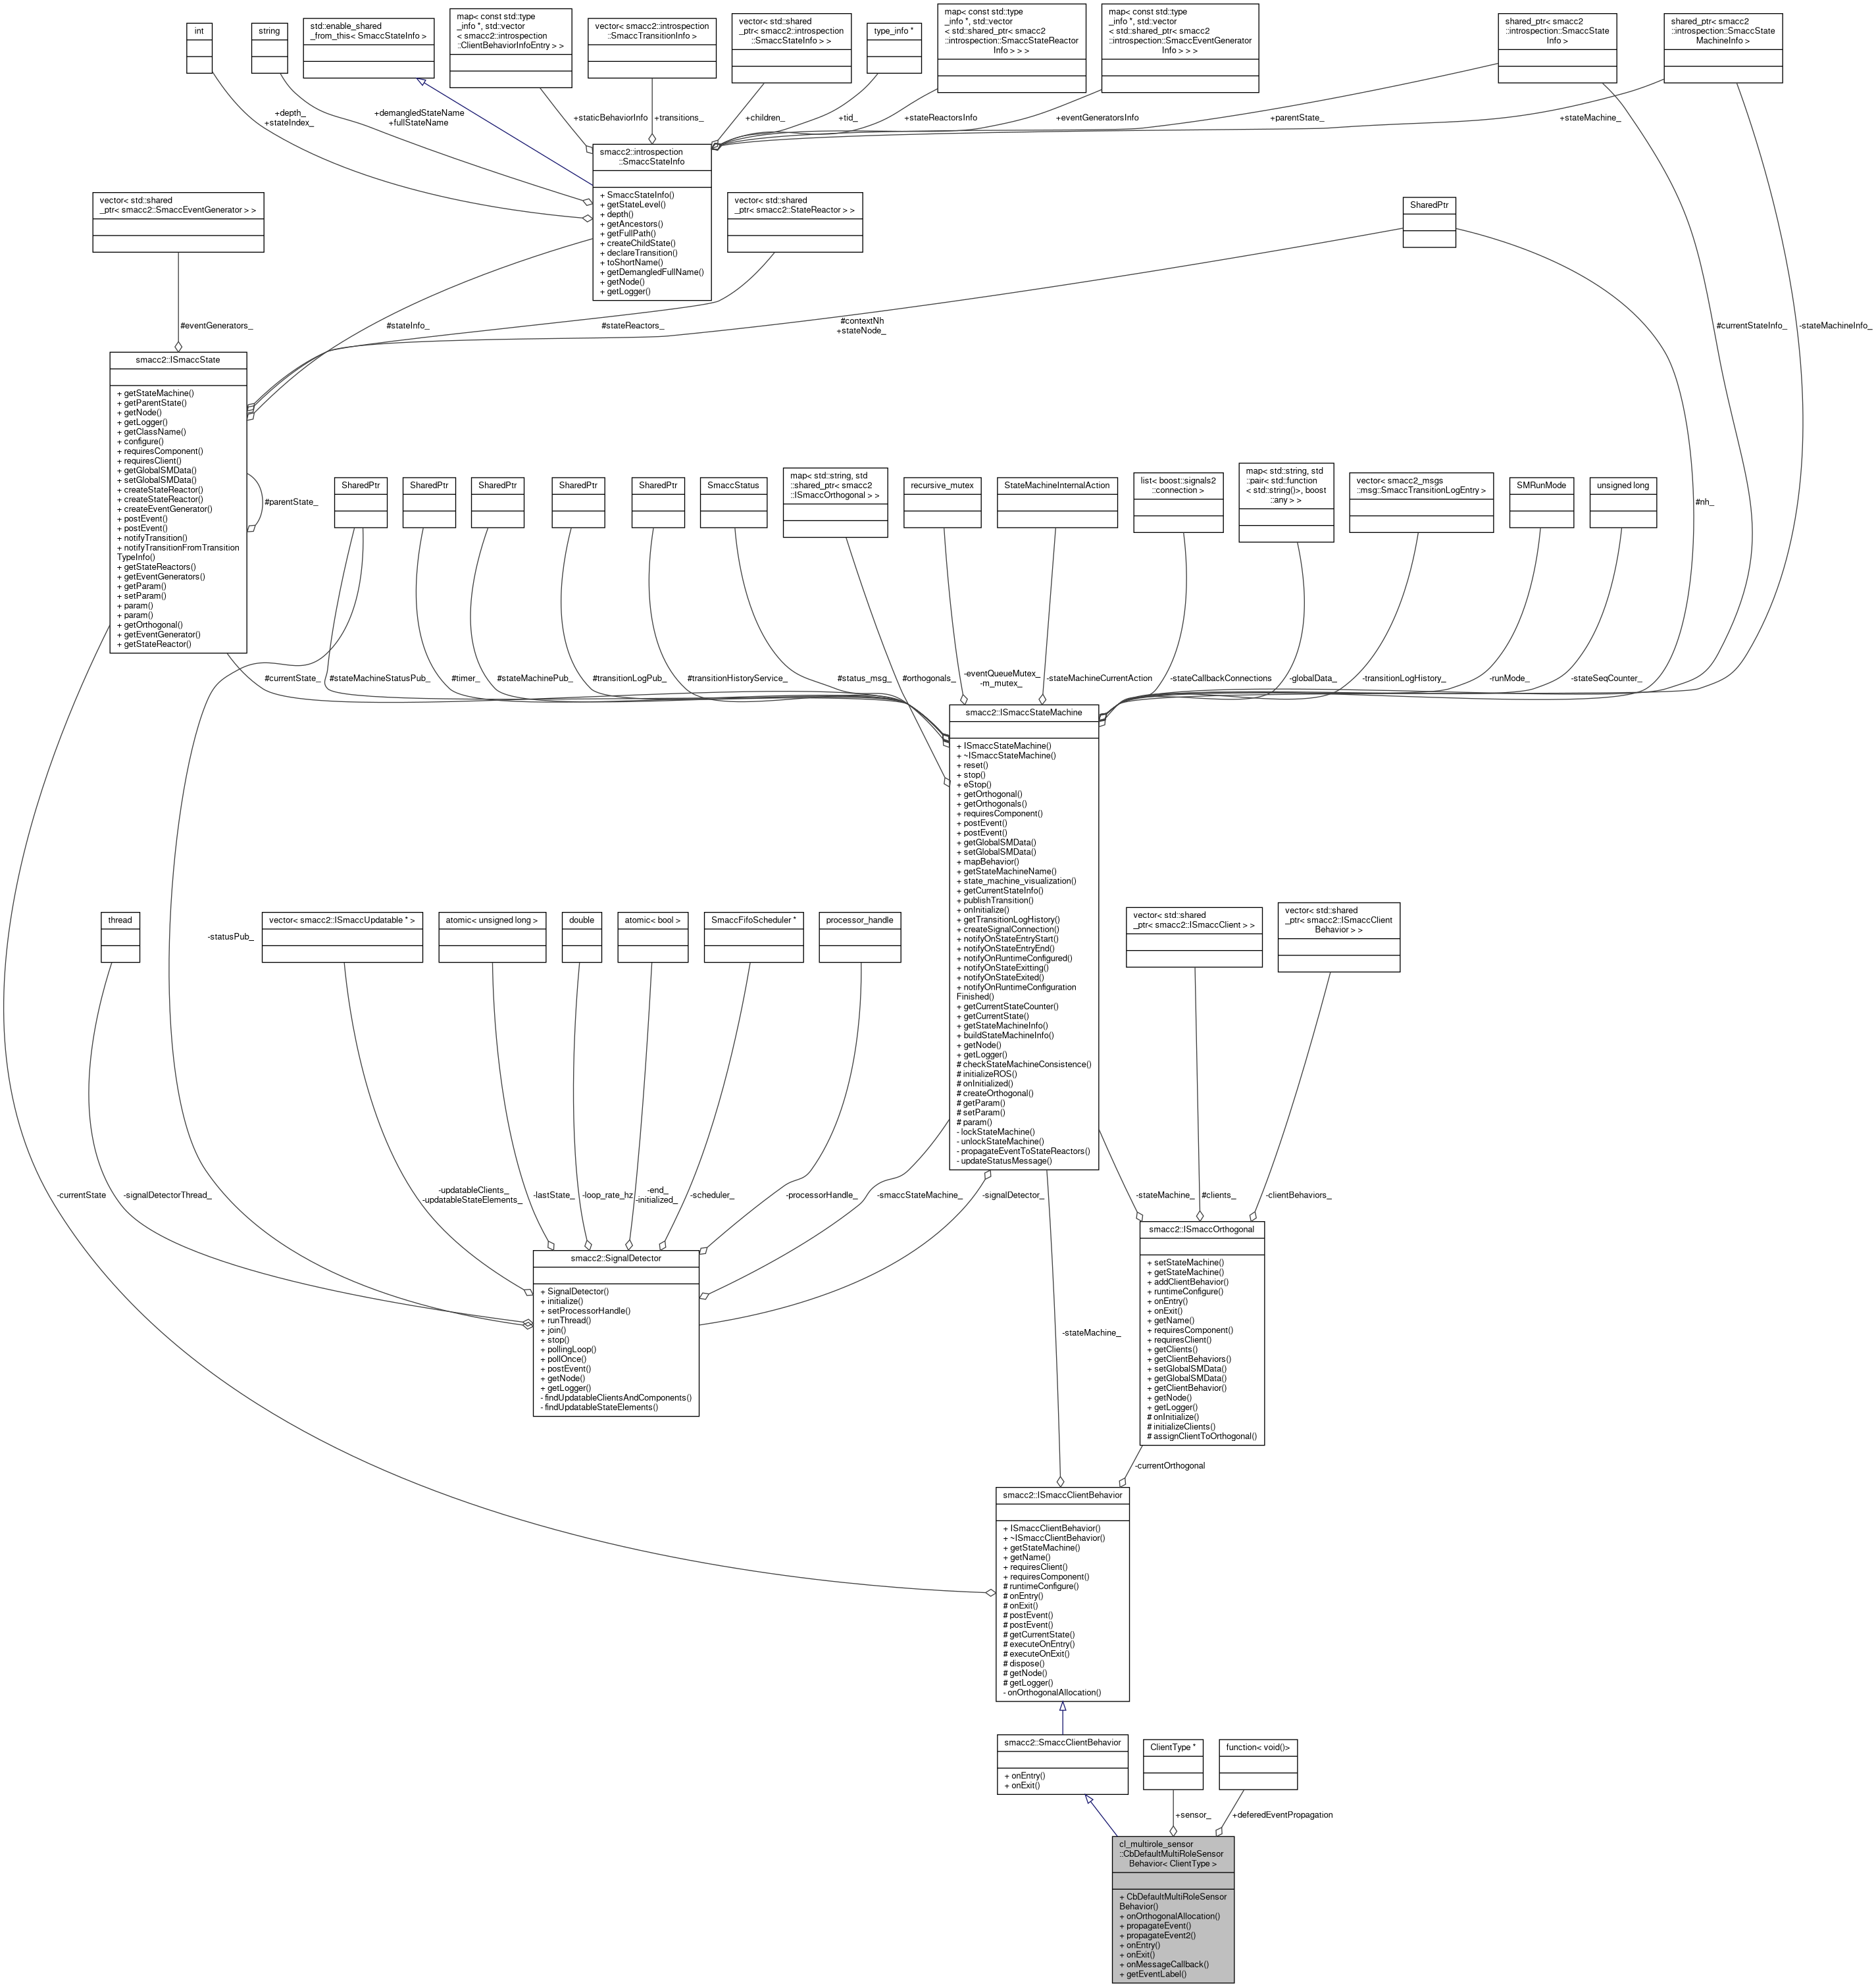 int
string
std::enable_shared
_from_this< SmaccStateInfo >
map< const std::type
_info *, std::vector
< smacc2::introspection
::ClientBehaviorInfoEntry > >
vector< smacc2::introspection
::SmaccTransitionInfo >
vector< std::shared
_ptr< smacc2::introspection
::SmaccStateInfo > >
type_info *
map< const std::type
_info *, std::vector
< std::shared_ptr< smacc2
::introspection::SmaccStateReactor
Info > > >
map< const std::type
_info *, std::vector
< std::shared_ptr< smacc2
::introspection::SmaccEventGenerator
Info > > >
shared_ptr< smacc2
::introspection::SmaccState
Info >
shared_ptr< smacc2
::introspection::SmaccState
MachineInfo >
+depth_
+stateIndex_
+demangledStateName
+fullStateName
+staticBehaviorInfo
+transitions_
+children_
+tid_
+stateReactorsInfo
+eventGeneratorsInfo
+parentState_
+stateMachine_
smacc2::introspection
::SmaccStateInfo
+ SmaccStateInfo()
+ getStateLevel()
+ depth()
+ getAncestors()
+ getFullPath()
+ createChildState()
+ declareTransition()
+ toShortName()
+ getDemangledFullName()
+ getNode()
+ getLogger()
vector< std::shared
_ptr< smacc2::SmaccEventGenerator > >
vector< std::shared
_ptr< smacc2::StateReactor > >
SharedPtr
#eventGenerators_
#stateInfo_
#stateReactors_
#contextNh
+stateNode_
#currentStateInfo_
-stateMachineInfo_
smacc2::ISmaccState
+ getStateMachine()
+ getParentState()
+ getNode()
+ getLogger()
+ getClassName()
+ configure()
+ requiresComponent()
+ requiresClient()
+ getGlobalSMData()
+ setGlobalSMData()
+ createStateReactor()
+ createStateReactor()
+ createEventGenerator()
+ postEvent()
+ postEvent()
+ notifyTransition()
+ notifyTransitionFromTransition
TypeInfo()
+ getStateReactors()
+ getEventGenerators()
+ getParam()
+ setParam()
+ param()
+ param()
+ getOrthogonal()
+ getEventGenerator()
+ getStateReactor()
#parentState_
SharedPtr
SharedPtr
SharedPtr
SharedPtr
SharedPtr
SmaccStatus
map< std::string, std
::shared_ptr< smacc2
::ISmaccOrthogonal > >
recursive_mutex
StateMachineInternalAction
list< boost::signals2
::connection >
map< std::string, std
::pair< std::function
< std::string()>, boost
::any > >
vector< smacc2_msgs
::msg::SmaccTransitionLogEntry >
SMRunMode
unsigned long
#nh_
#currentState_
#stateMachineStatusPub_
#timer_
#stateMachinePub_
#transitionLogPub_
#transitionHistoryService_
#status_msg_
#orthogonals_
-eventQueueMutex_
-m_mutex_
-stateMachineCurrentAction
-stateCallbackConnections
-globalData_
-transitionLogHistory_
-runMode_
-stateSeqCounter_
smacc2::ISmaccStateMachine
+ ISmaccStateMachine()
+ ~ISmaccStateMachine()
+ reset()
+ stop()
+ eStop()
+ getOrthogonal()
+ getOrthogonals()
+ requiresComponent()
+ postEvent()
+ postEvent()
+ getGlobalSMData()
+ setGlobalSMData()
+ mapBehavior()
+ getStateMachineName()
+ state_machine_visualization()
+ getCurrentStateInfo()
+ publishTransition()
+ onInitialize()
+ getTransitionLogHistory()
+ createSignalConnection()
+ notifyOnStateEntryStart()
+ notifyOnStateEntryEnd()
+ notifyOnRuntimeConfigured()
+ notifyOnStateExitting()
+ notifyOnStateExited()
+ notifyOnRuntimeConfiguration
Finished()
+ getCurrentStateCounter()
+ getCurrentState()
+ getStateMachineInfo()
+ buildStateMachineInfo()
+ getNode()
+ getLogger()
# checkStateMachineConsistence()
# initializeROS()
# onInitialized()
# createOrthogonal()
# getParam()
# setParam()
# param()
- lockStateMachine()
- unlockStateMachine()
- propagateEventToStateReactors()
- updateStatusMessage()
thread
-statusPub_
vector< smacc2::ISmaccUpdatable * >
atomic< unsigned long >
double
atomic< bool >
SmaccFifoScheduler *
processor_handle
vector< std::shared
_ptr< smacc2::ISmaccClient > >
vector< std::shared
_ptr< smacc2::ISmaccClient
Behavior > >
-currentState
-signalDetectorThread_
-updatableClients_
-updatableStateElements_
-lastState_
-loop_rate_hz
-end_
-initialized_
-scheduler_
-processorHandle_
-smaccStateMachine_
-signalDetector_
-stateMachine_
#clients_
-clientBehaviors_
smacc2::SignalDetector
+ SignalDetector()
+ initialize()
+ setProcessorHandle()
+ runThread()
+ join()
+ stop()
+ pollingLoop()
+ pollOnce()
+ postEvent()
+ getNode()
+ getLogger()
- findUpdatableClientsAndComponents()
- findUpdatableStateElements()
smacc2::ISmaccOrthogonal
+ setStateMachine()
+ getStateMachine()
+ addClientBehavior()
+ runtimeConfigure()
+ onEntry()
+ onExit()
+ getName()
+ requiresComponent()
+ requiresClient()
+ getClients()
+ getClientBehaviors()
+ setGlobalSMData()
+ getGlobalSMData()
+ getClientBehavior()
+ getNode()
+ getLogger()
# onInitialize()
# initializeClients()
# assignClientToOrthogonal()
-stateMachine_
-currentOrthogonal
smacc2::ISmaccClientBehavior
+ ISmaccClientBehavior()
+ ~ISmaccClientBehavior()
+ getStateMachine()
+ getName()
+ requiresClient()
+ requiresComponent()
# runtimeConfigure()
# onEntry()
# onExit()
# postEvent()
# postEvent()
# getCurrentState()
# executeOnEntry()
# executeOnExit()
# dispose()
# getNode()
# getLogger()
- onOrthogonalAllocation()
smacc2::SmaccClientBehavior
+ onEntry()
+ onExit()
ClientType *
function< void()>
+sensor_
+deferedEventPropagation
cl_multirole_sensor
::CbDefaultMultiRoleSensor
Behavior< ClientType >
+ CbDefaultMultiRoleSensor
Behavior()
+ onOrthogonalAllocation()
+ propagateEvent()
+ propagateEvent2()
+ onEntry()
+ onExit()
+ onMessageCallback()
+ getEventLabel()